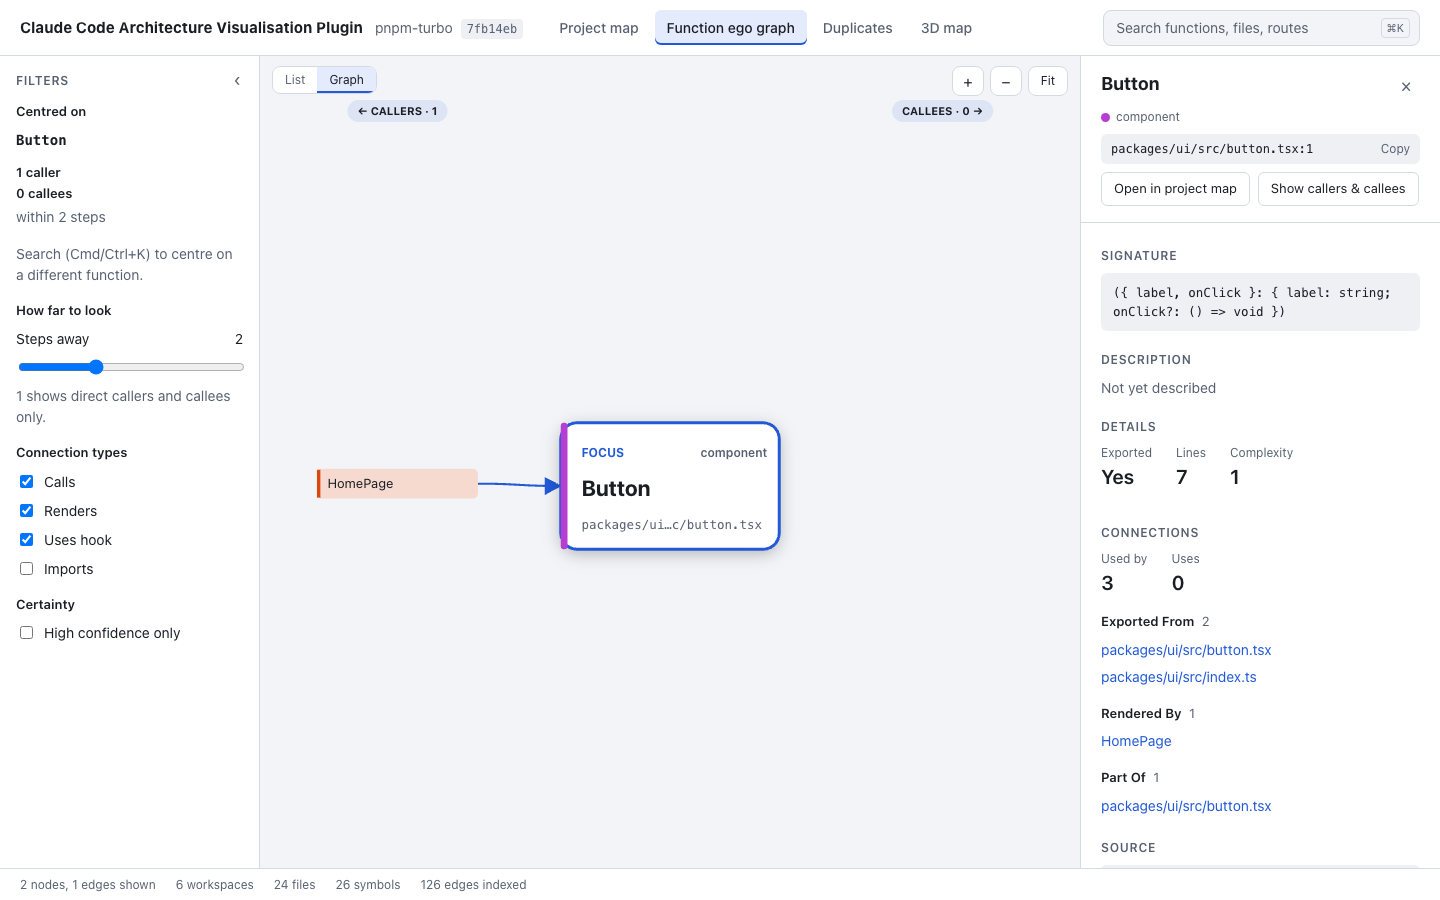 Claude Code Architecture Visualisation Plugin pnpm-turbo 7fb14eb Project map Function ego graph Duplicates 3D map Search functions, files, routes ⌘K
FILTERS ‹
Centred on
Button
1 caller
0 callees
within 2 steps
Search (Cmd/Ctrl+K) to centre on
a different function.
How far to look
Steps away 2
1 shows direct callers and callees
only.
Connection types
Calls
Renders
Uses hook
Imports
Certainty
High confidence only
List Graph + − Fit
← CALLERS · 1 CALLEES · 0 →
HomePage
FOCUS component
Button
packages/ui…c/button.tsx
Button ×
component
packages/ui/src/button.tsx:1 Copy
Open in project map Show callers & callees
SIGNATURE
({ label, onClick }: { label: string;
onClick?: () => void })
DESCRIPTION
Not yet described
DETAILS
Exported Lines Complexity
Yes 7 1
CONNECTIONS
Used by Uses
3 0
Exported From 2
packages/ui/src/button.tsx
packages/ui/src/index.ts
Rendered By 1
HomePage
Part Of 1
packages/ui/src/button.tsx
SOURCE
2 nodes, 1 edges shown 6 workspaces 24 files 26 symbols 126 edges indexed